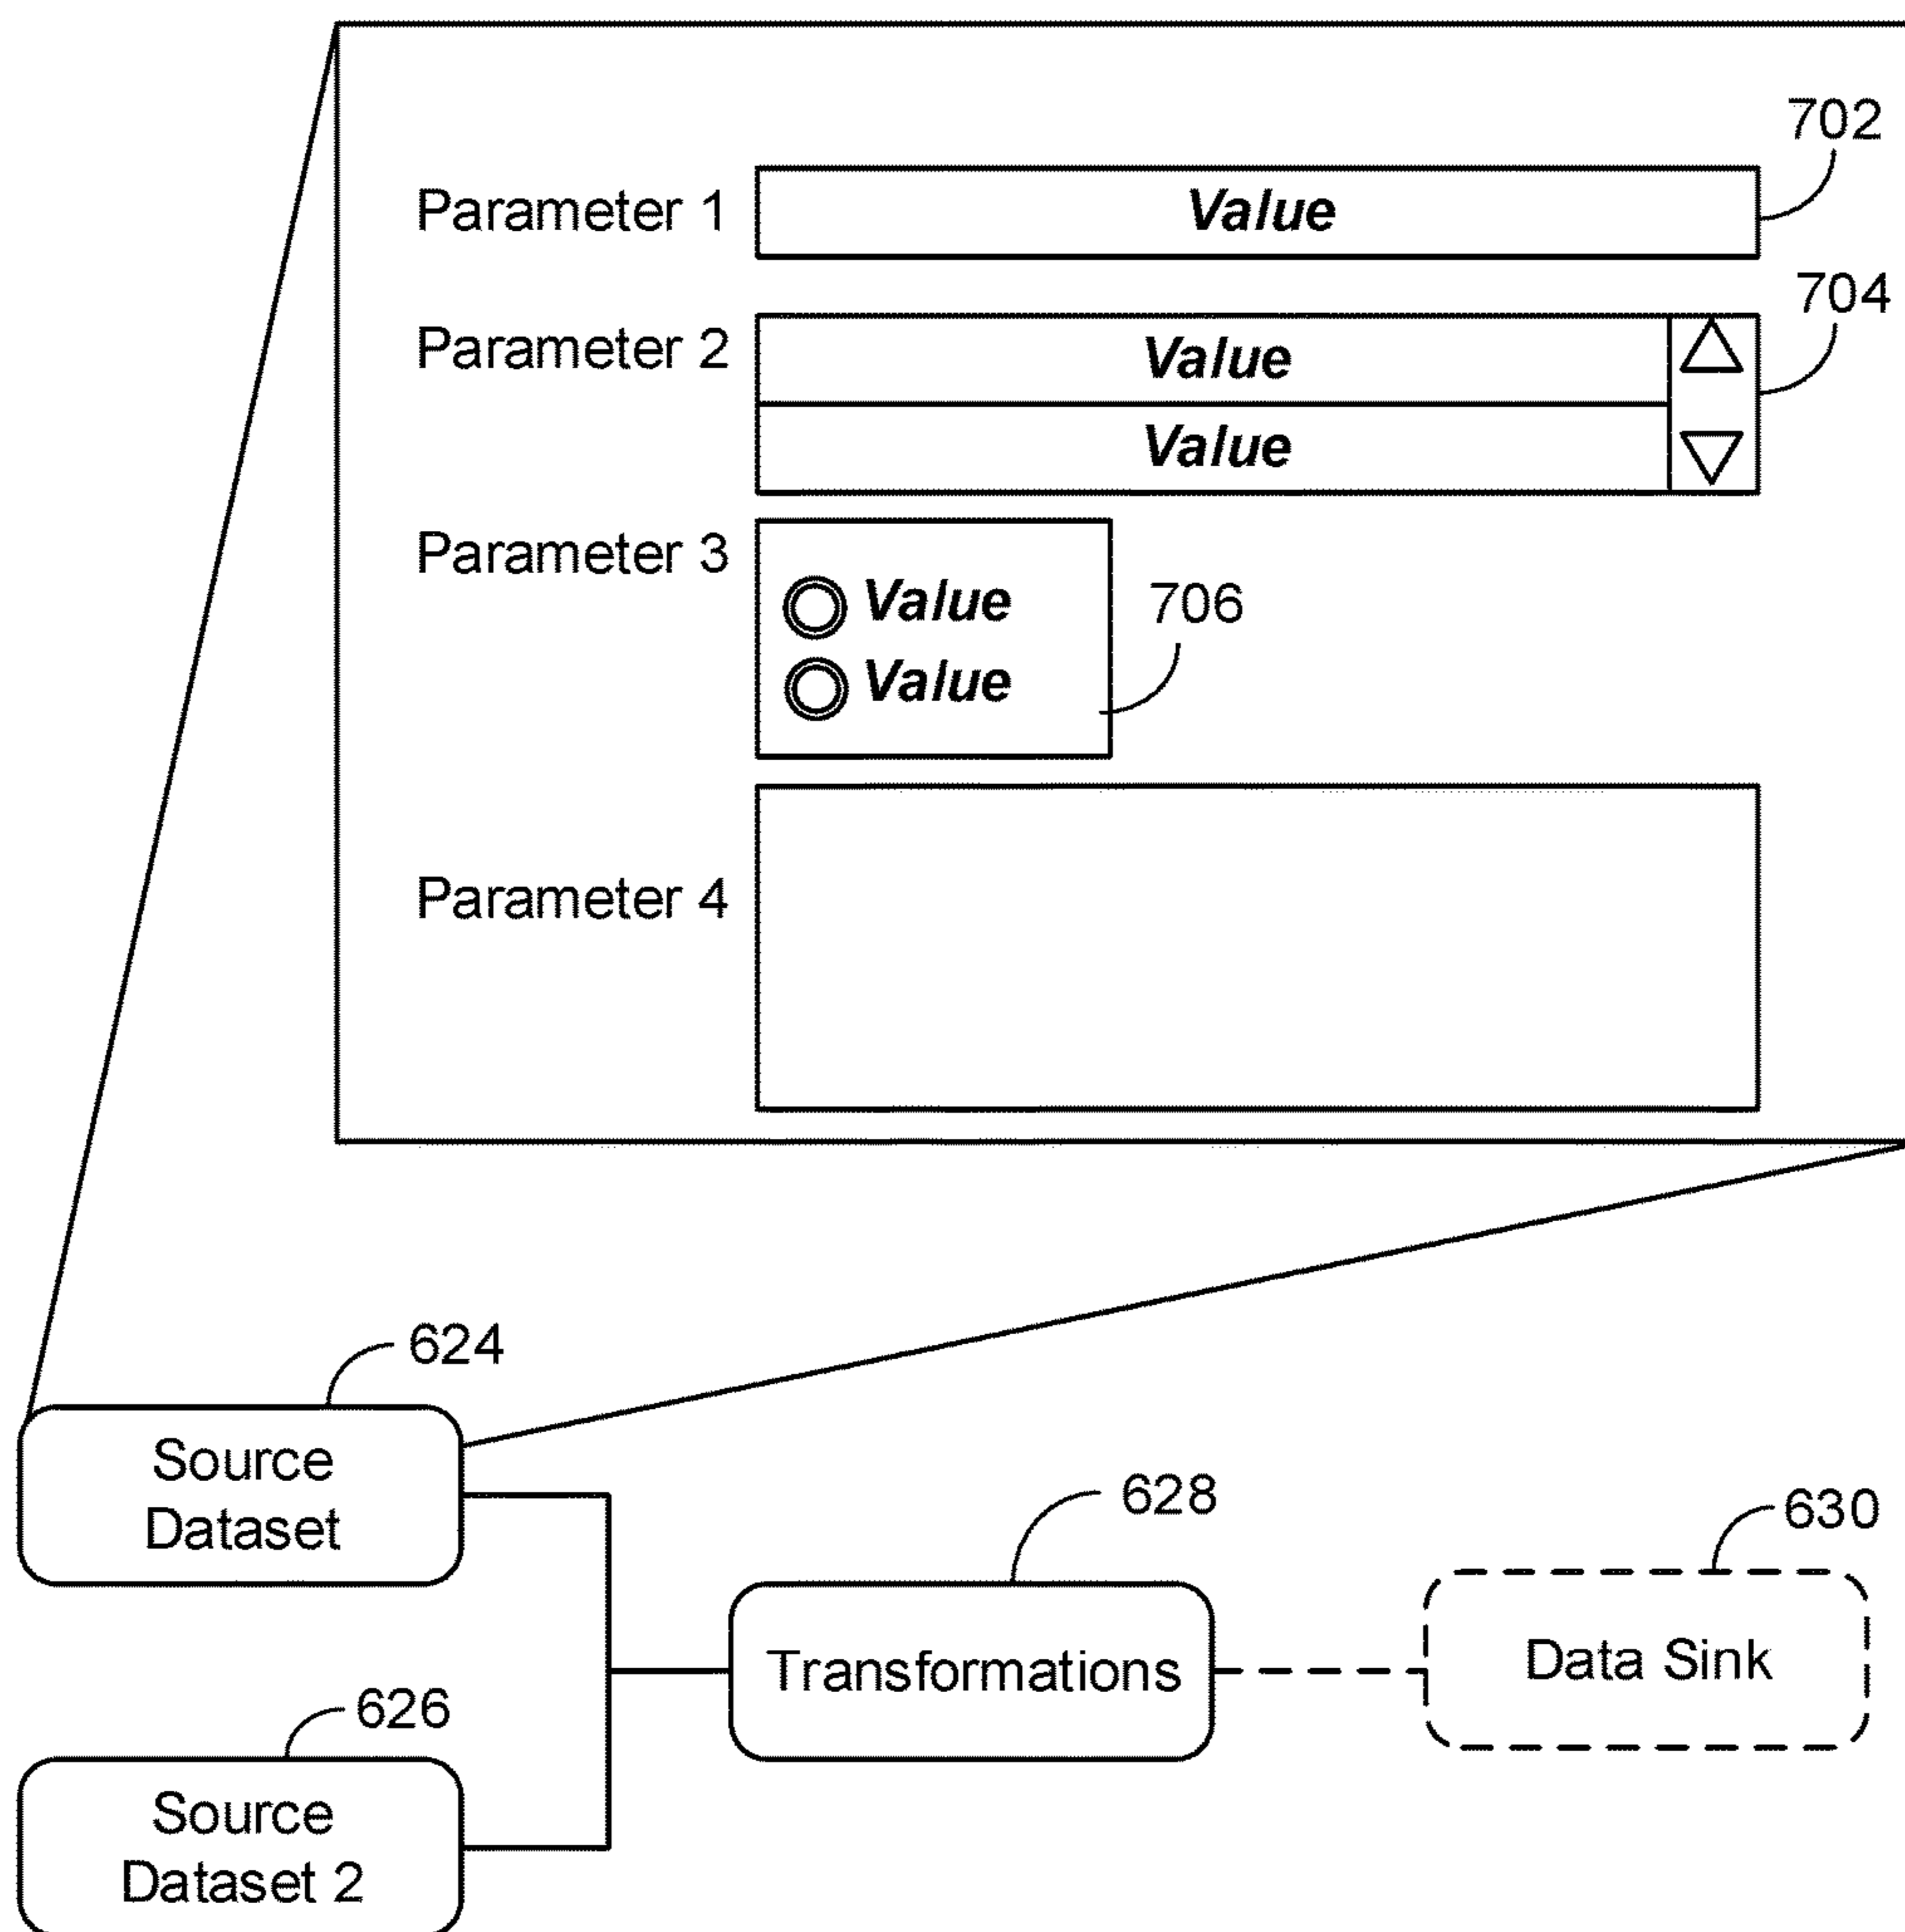 702
Parameter 1 Value
704
Parameter 2 Value
Value
Parameter 3
Value
706
Value
Parameter 4
624
Source
Dataset
628
630
Transformations
Data Sink
626
Source
Dataset 2